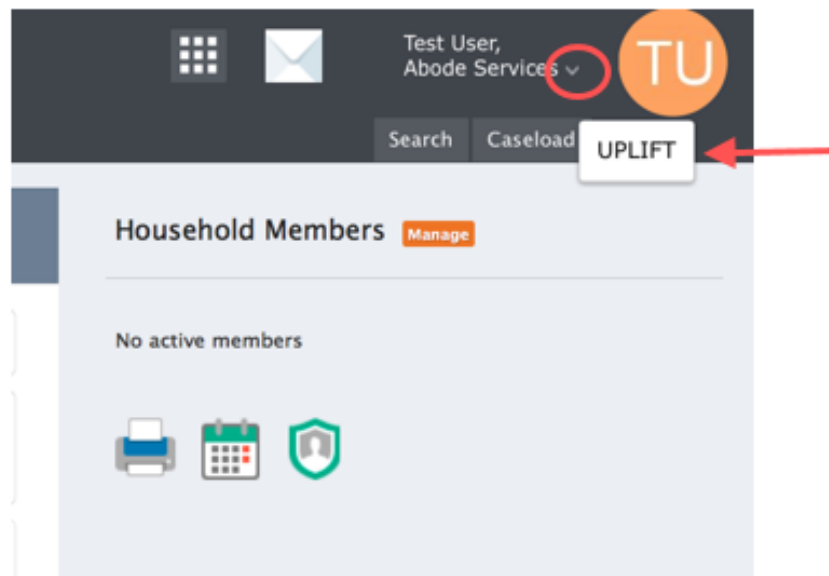 Test User,
Abode Services
TU
Search
Caseload
UPLIFT
Household Members
Manage
No active members